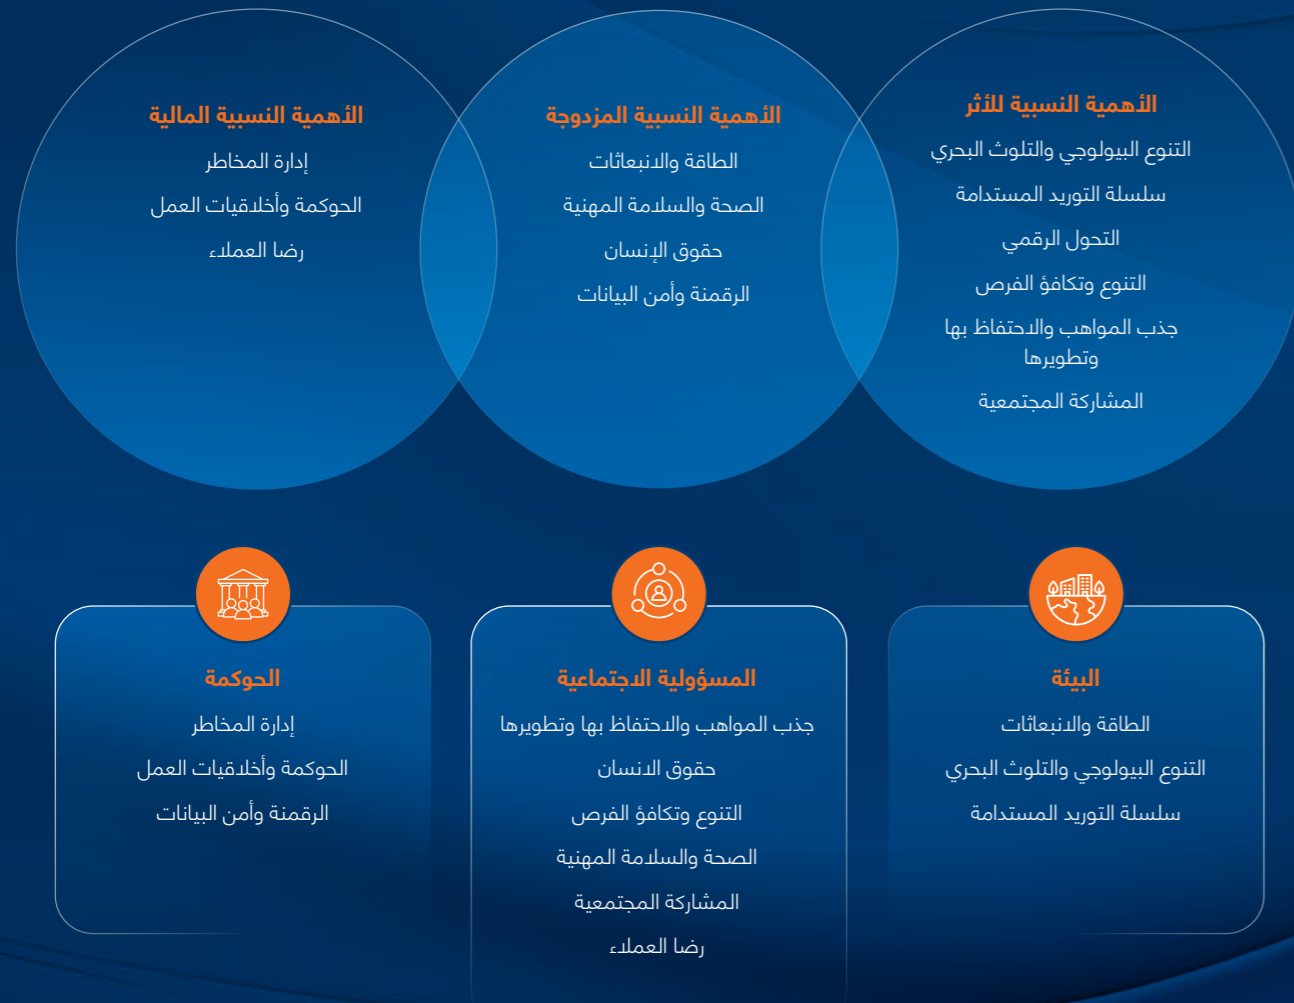 الأهمية النسبية للأثر
التنوع البيولوجي والتلوث البحري
سلسلة التوريد المستدامة
التحول الرقمي
التنوع وتكافؤ الفرص
جذب المواهب والاحتفاظ بها
وتطويرها
المشاركة المجتمعية
الأهمية النسبية المزدوجة
الطاقة والانبعاثات
الصحة والسلامة المهنية
حقوق الإنسان
الرقمنة وأمن البيانات
الأهمية النسبية المالية
إدارة المخاطر
الحوكمة وأخلاقيات العمل
رضا العملاء
البيئة
الطاقة والانبعاثات
التنوع البيولوجي والتلوث البحري
سلسلة التوريد المستدامة
المسؤولية الاجتماعية
جذب المواهب والاحتفاظ بها وتطويرها
حقوق الانسان
التنوع وتكافؤ الفرص
الصحة والسلامة المهنية
المشاركة المجتمعية
رضا العملاء
الحوكمة
إدارة المخاطر
الحوكمة وأخلاقيات العمل
الرقمنة وأمن البيانات